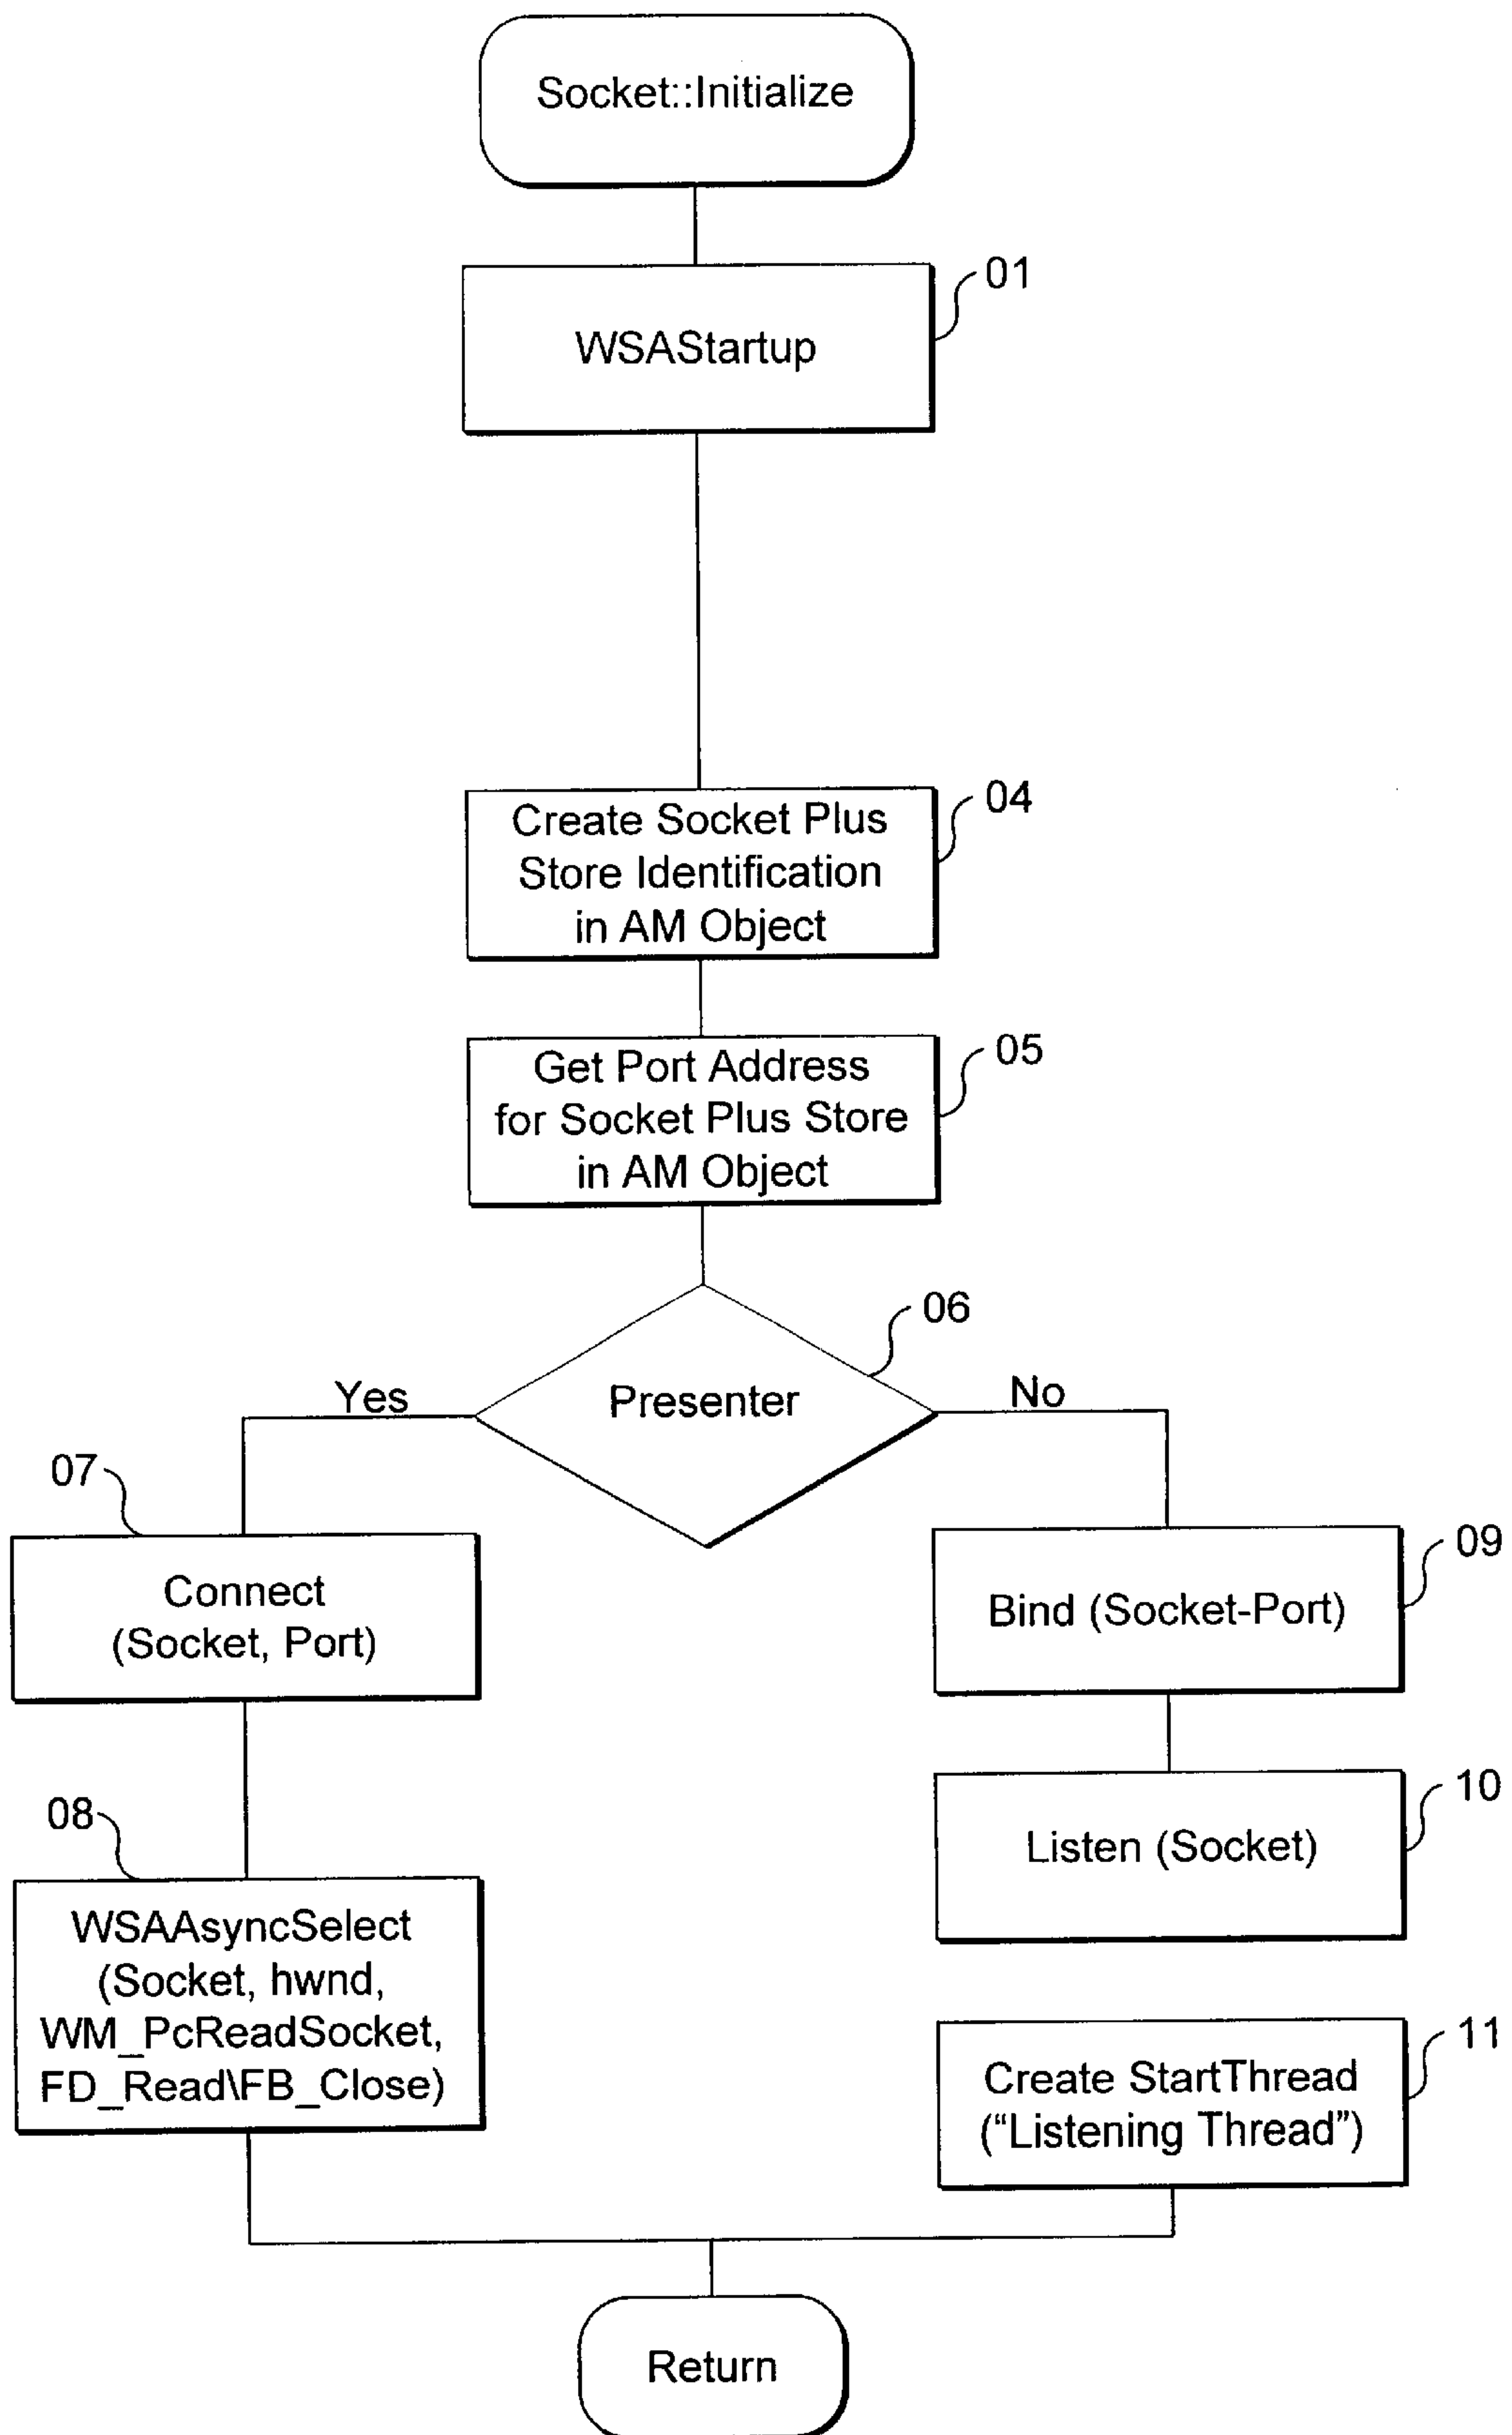 Socket::Initialize
01
WSAStartup
04
Create Socket Plus
Store Identification
in AM Object
05
Get Port Address
for Socket Plus Store
in AM Object
06
Presenter
Yes
No
07
Connect
(Socket, Port)
09
Bind (Socket-Port)
08
WSAAsyncSelect
(Socket, hwnd,
WM_PcReadSocket,
FD_Read\FB_Close)
10
Listen (Socket)
11
Create StartThread
(“Listening Thread”)
Return